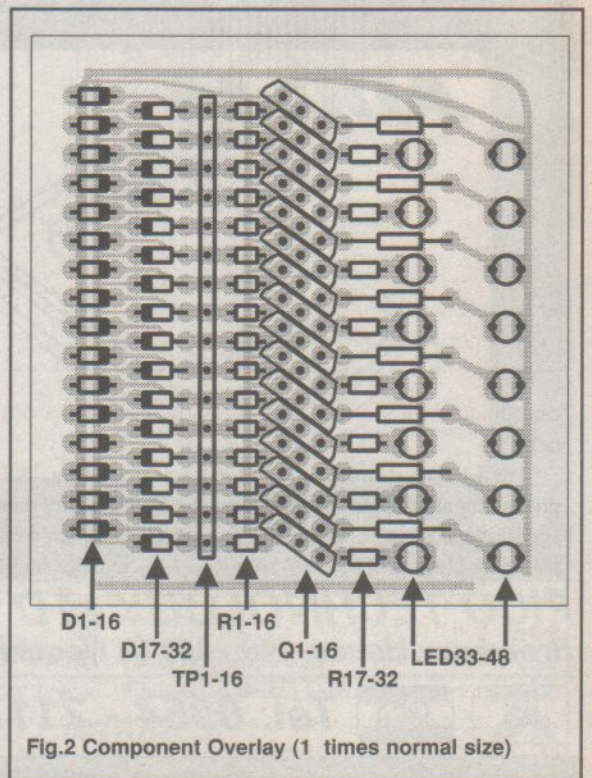 D1-16
R1-16
D17-32
Q1-16
LED33-48
TP1-16
R17-32
Fig.2 Component Overlay (1 times normal size)